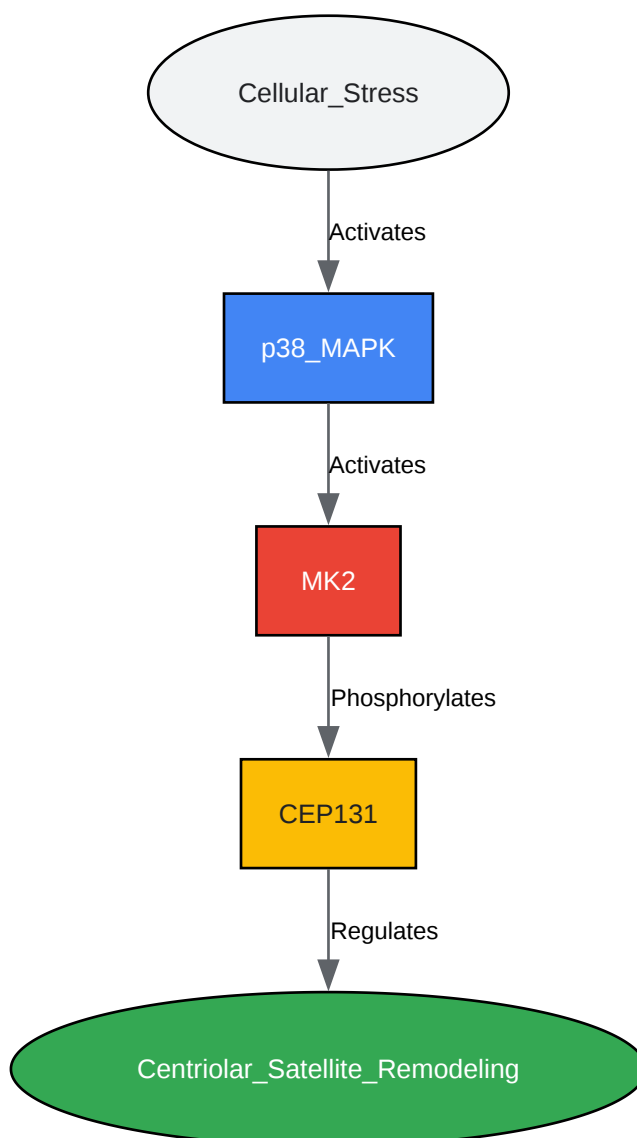 Cellular_Stress
Activates
p38_MAPK
Activates
MK2
Phosphorylates
CEP131
Regulates
Centriolar_Satellite_Remodeling